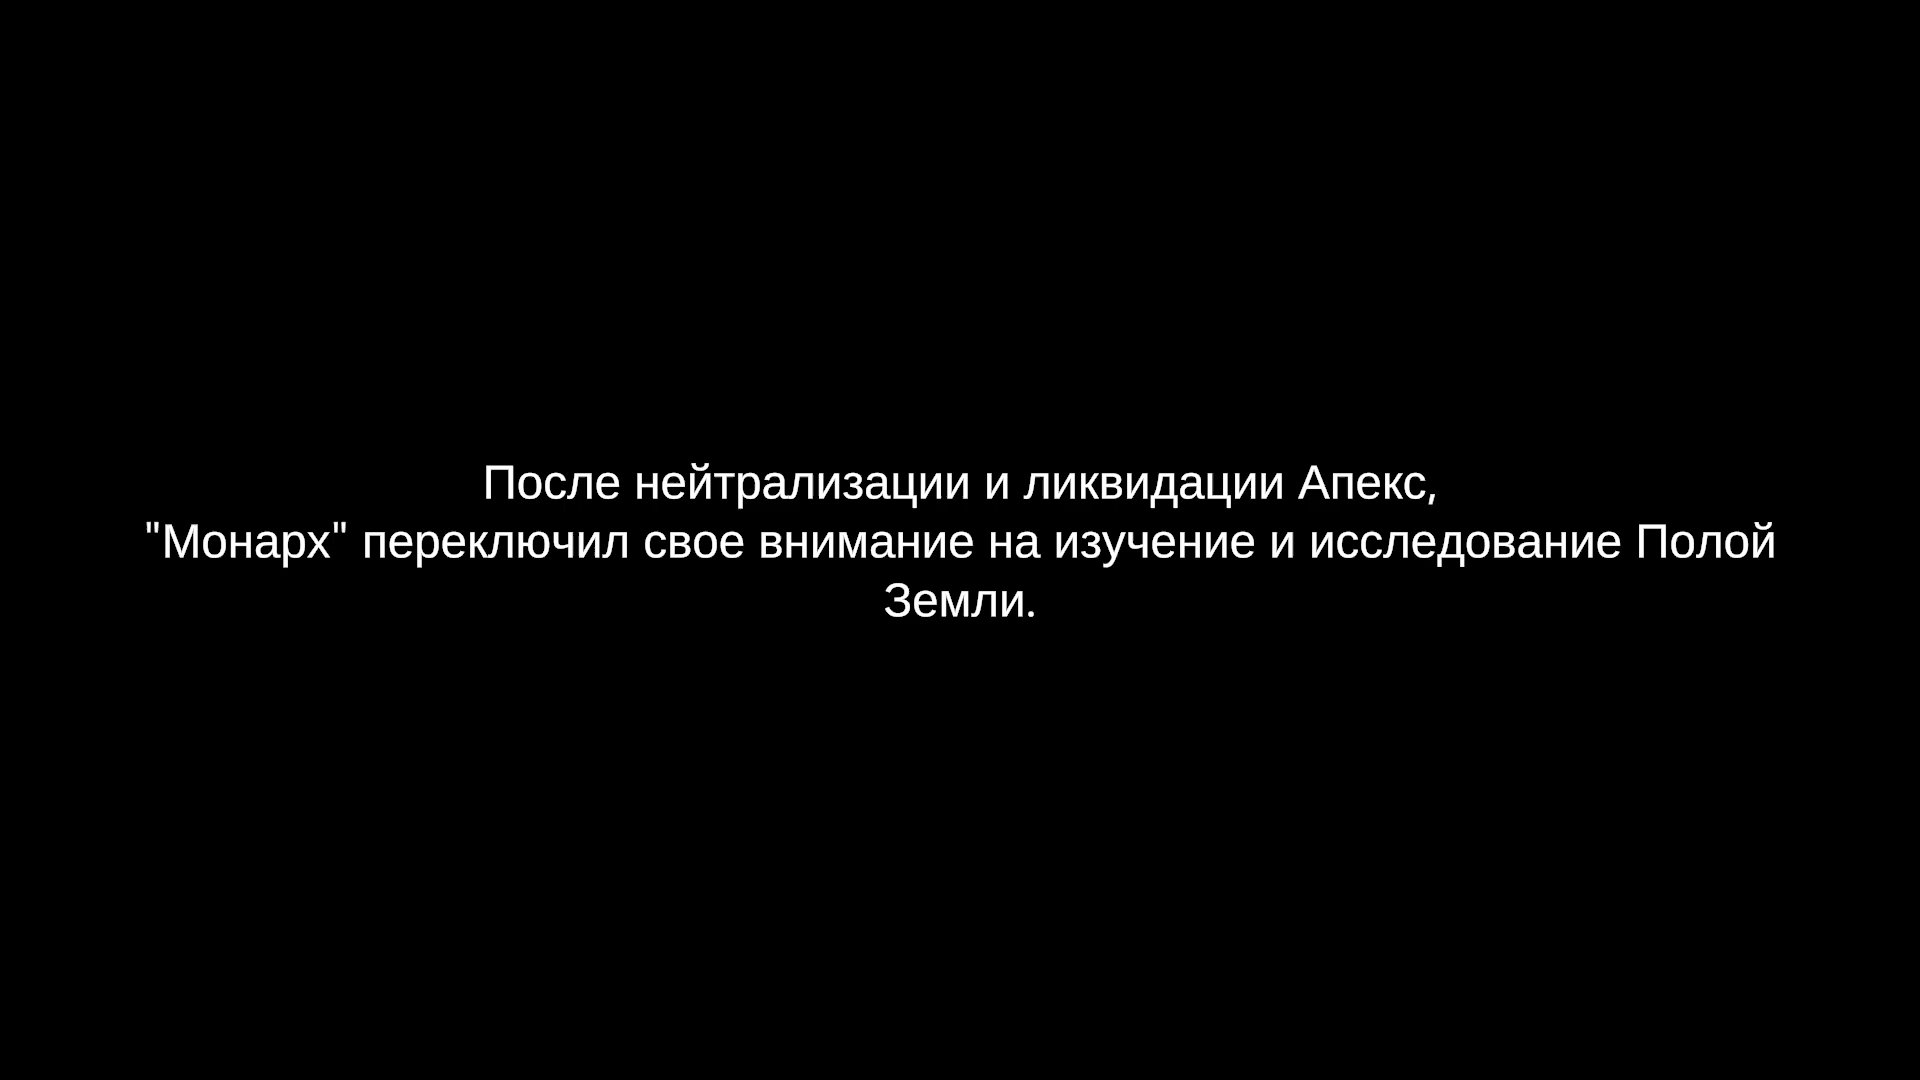 После нейтрализации и ликвидации Апекс,
"Монарх" переключил свое внимание на изучение и исследование Полой
Земли.